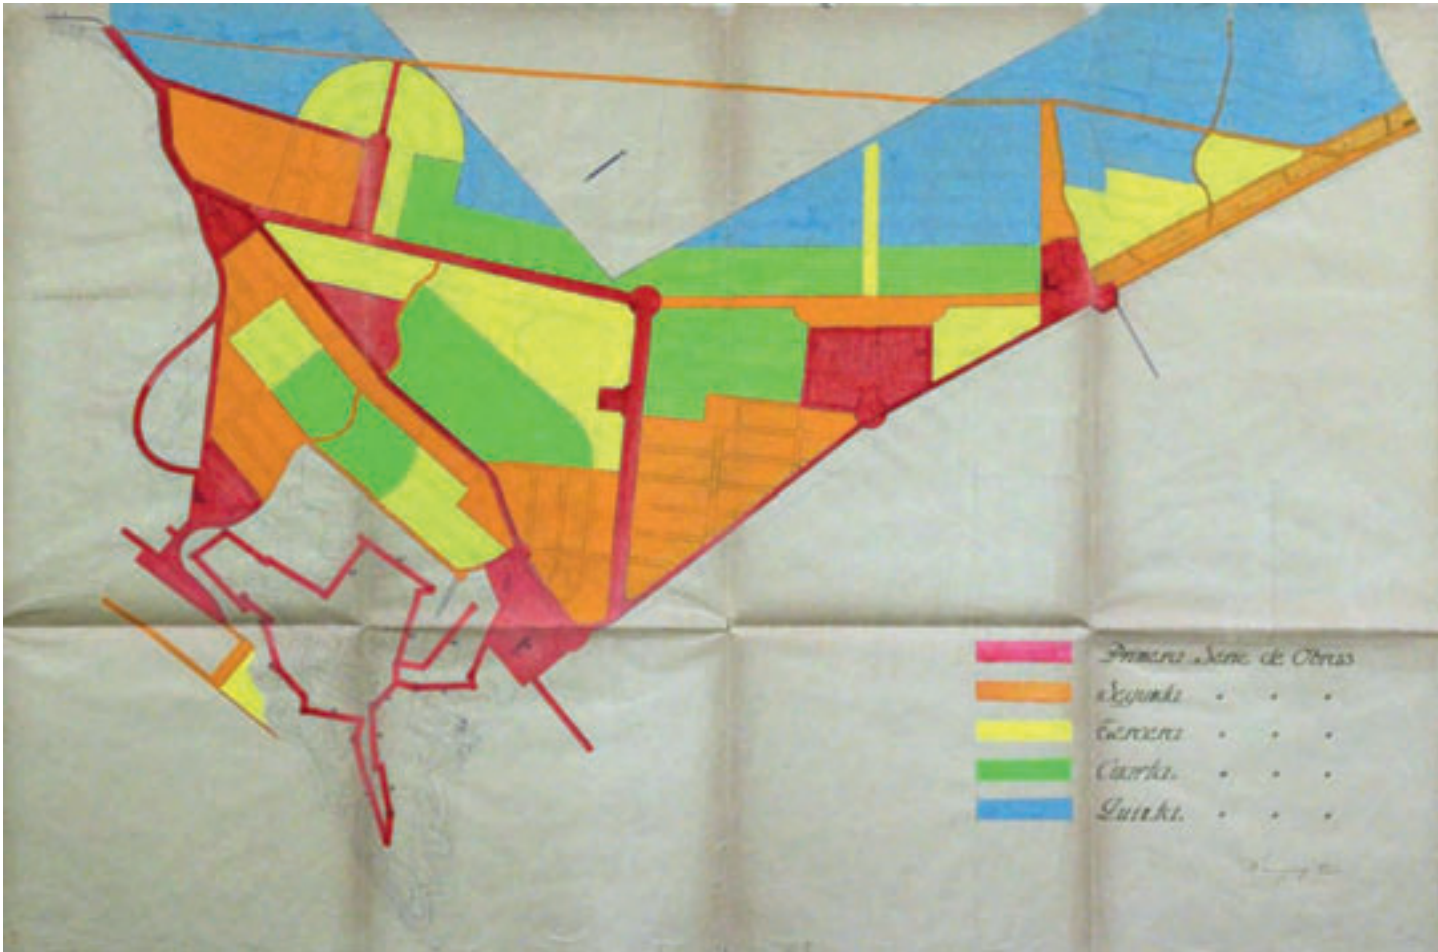 Primera Serie de Obras
Segunda " " "
Tercera " " "
Cuarta. " " "
Quinta. " " "